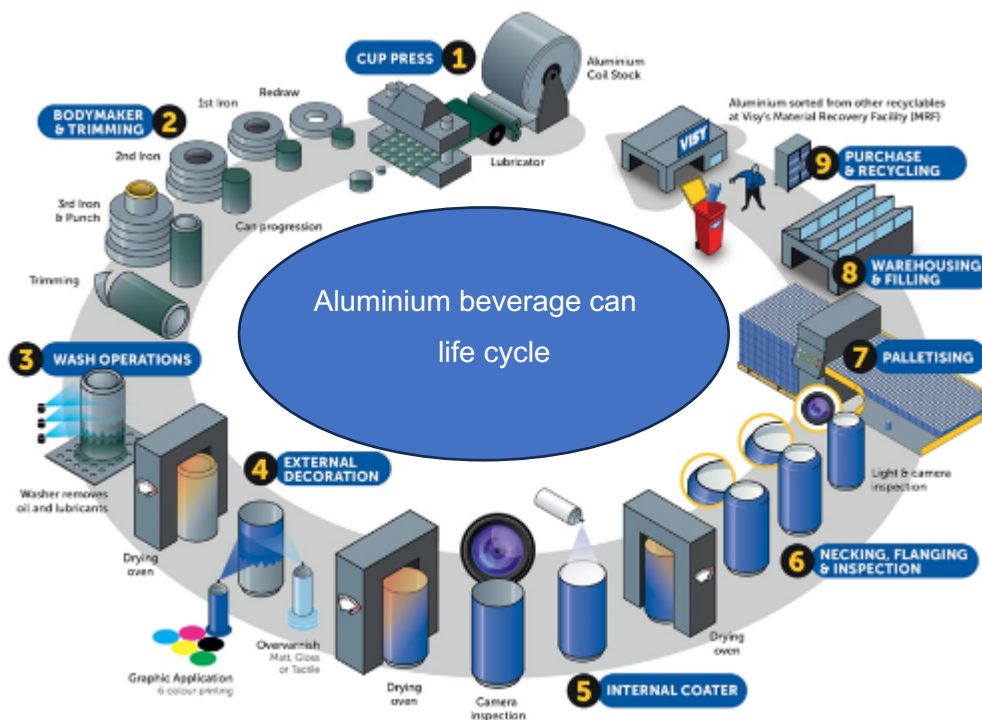 CUP PRESS 1
Aluminium
Coil Stock
Lubricator
BODYMAKER
& TRIMMING 2
Redraw
1st Iron
2nd Iron
3rd Iron
& Punch
Can progression
Trimming
3 WASH OPERATIONS
Washer removes
oil and lubricants
Drying
oven
4 EXTERNAL
DECORATION
Graphic Application
6 colour printing
Overvarnish
Matt, Gloss
or Tactile
Drying
oven
Camera
inspection
5 INTERNAL COATER
Drying
oven
6 NECKING, FLANGING
& INSPECTION
Light & camera
inspection
7 PALLETISING
8 WAREHOUSING
& FILLING
9 PURCHASE
& RECYCLING
Aluminium sorted from other recyclables
at Visy's Material Recovery Facility (MRF)
VISY
Aluminium beverage can
life cycle